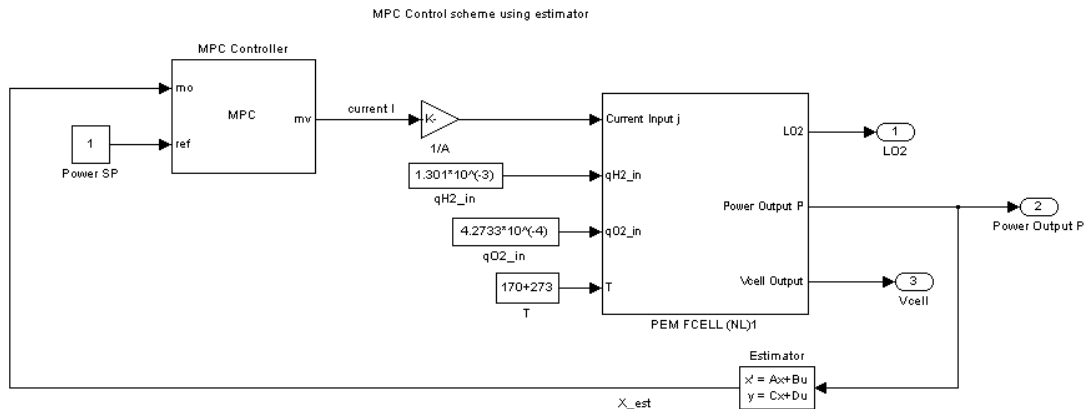 MPC Control scheme using estimator
MPC Controller
mo
MPC
mv
ref
1
Power SP
current I
K-
1/A
1.301*10^(-3)
qH2_in
4.2733*10^(-4)
qO2_in
170+273
T
Current Input j
qH2_in
qO2_in
T
LO2
Power Output P
Vcell Output
PEM FCELL (NL)1
1
LO2
2
Power Output P
3
Vcell
Estimator
x' = Ax+Bu
y = Cx+Du
X_est